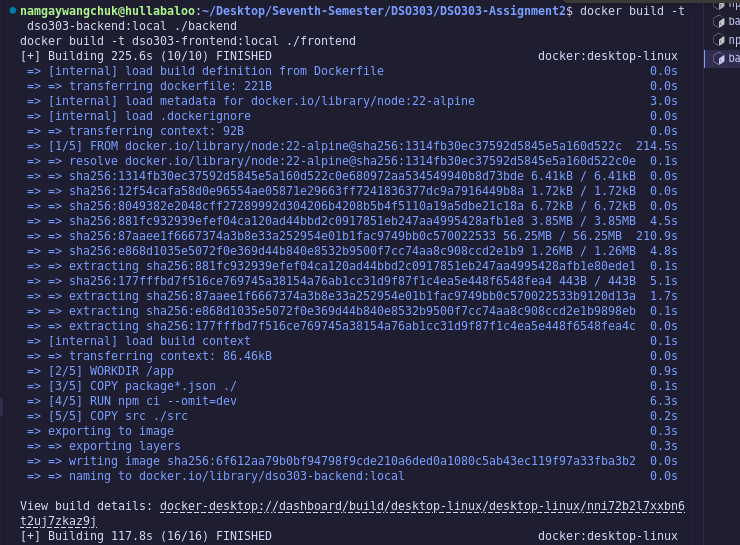 namgaywangchuk@hullabaloo:~/Desktop/Seventh-Semester/DSO303/DSO303-Assignment2$ docker build -t
dso303-backend:local ./backend
docker build -t dso303-frontend:local ./frontend
[+] Building 225.6s (10/10) FINISHED docker:desktop-linux
=> [internal] load build definition from Dockerfile 0.0s
=> => transferring dockerfile: 221B 0.0s
=> [internal] load metadata for docker.io/library/node:22-alpine 3.0s
=> [internal] load .dockerignore 0.0s
=> => transferring context: 92B 0.0s
=> [1/5] FROM docker.io/library/node:22-alpine@sha256:1314fb30ec37592d5845e5a160d522c 214.5s
=> => resolve docker.io/library/node:22-alpine@sha256:1314fb30ec37592d5845e5a160d522c0e 0.1s
=> => sha256:1314fb30ec37592d5845e5a160d522c0e680972aa534549940b8d73bde 6.41kB / 6.41kB 0.0s
=> => sha256:12f54cafa58d0e96554ae05871e29663ff7241836377dc9a7916449b8a 1.72kB / 1.72kB 0.0s
=> => sha256:8049382e2048cff27289992d304206b4208b5b4f5110a19a5dbe21c18a 6.72kB / 6.72kB 0.0s
=> => sha256:881fc932939efef04ca120ad44bbd2c0917851eb247aa4995428afb1e8 3.85MB / 3.85MB 4.5s
=> => sha256:87aaee1f6667374a3b8e33a252954e01b1fac9749bb0c570022533 56.25MB / 56.25MB 210.9s
=> => sha256:e868d1035e5072f0e369d44b840e8532b9500f7cc74aa8c908ccd2e1b9 1.26MB / 1.26MB 4.8s
=> => extracting sha256:881fc932939efef04ca120ad44bbd2c0917851eb247aa4995428afb1e80ede1 0.1s
=> => sha256:177fffbd7f516ce769745a38154a76ab1cc31d9f87f1c4ea5e448f6548fea4 443B / 443B 5.1s
=> => extracting sha256:87aaee1f6667374a3b8e33a252954e01b1fac9749bb0c570022533b9120d13a 1.7s
=> => extracting sha256:e868d1035e5072f0e369d44b840e8532b9500f7cc74aa8c908ccd2e1b9898eb 0.1s
=> => extracting sha256:177fffbd7f516ce769745a38154a76ab1cc31d9f87f1c4ea5e448f6548fea4c 0.0s
=> [internal] load build context 0.1s
=> => transferring context: 86.46kB 0.0s
=> [2/5] WORKDIR /app 0.9s
=> [3/5] COPY package*.json ./ 0.1s
=> [4/5] RUN npm ci --omit=dev 6.3s
=> [5/5] COPY src ./src 0.2s
=> exporting to image 0.3s
=> => exporting layers 0.3s
=> => writing image sha256:6f612aa79b0bf94798f9cde210a6ded0a1080c5ab43ec119f97a33fba3b2 0.0s
=> => naming to docker.io/library/dso303-backend:local 0.0s
View build details: docker-desktop://dashboard/build/desktop-linux/desktop-linux/nni72b2l7xxbn6
t2uj7zkaz9j
[+] Building 117.8s (16/16) FINISHED docker:desktop-linux
ba
np
ba